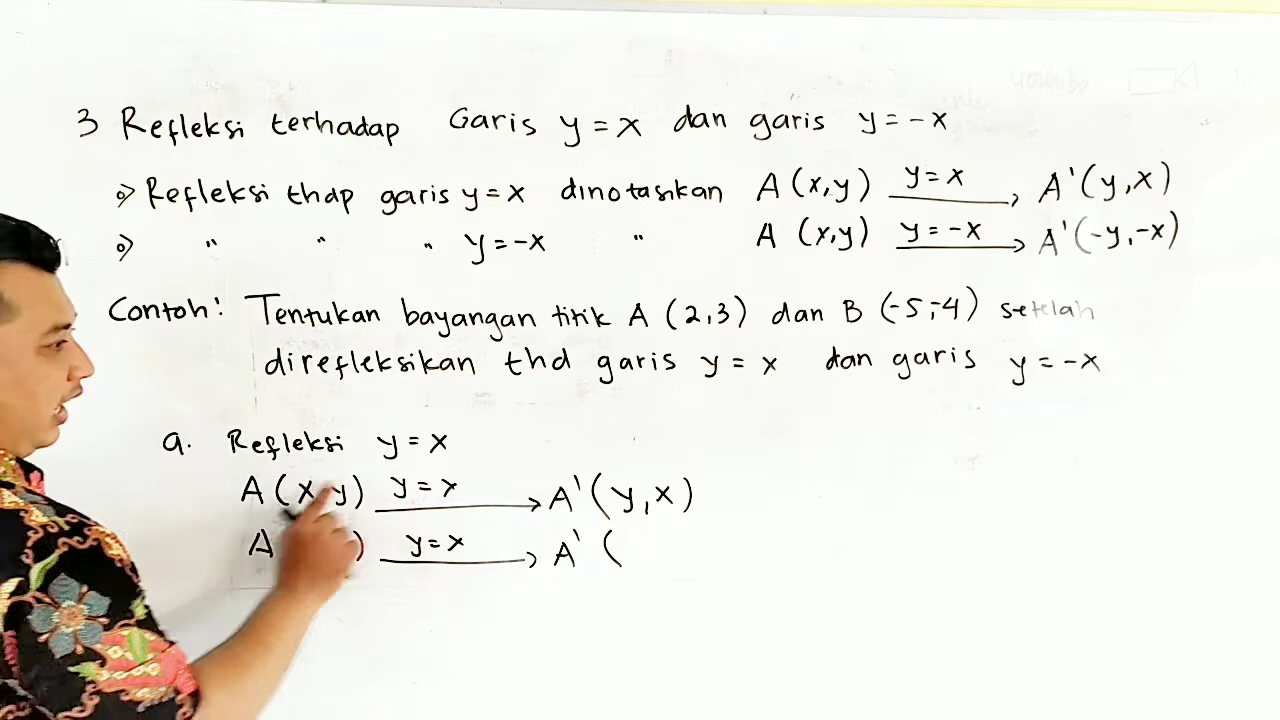 3 Refleksi terhadap Garis y = x dan garis y = -x
Refleksi thdp garis y = x dinotasikan A (x,y) y=x → A'(y,x)
" " " y = -x " A (x,y) y = -x → A'(-y,-x)
Contoh: Tentukan bayangan titik A (2,3) dan B (-5,-4) setelah
direfleksikan thd garis y = x dan garis y = -x
a. Refleksi y = x
A (x,y) y = x → A'(y,x)
A ) y = x → A' (